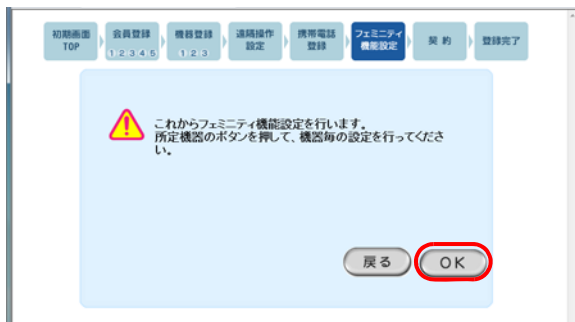 初期画面
TOP
会員登録
1 2 3 4 5
機器登録
1 2 3
遠隔操作
設定
携帯電話
登録
フェミニティ
機能設定
契 約
登録完了
これからフェミニティ機能設定を行います。
所定機器のボタンを押して、機器毎の設定を行ってくださ
い。
戻る
OK